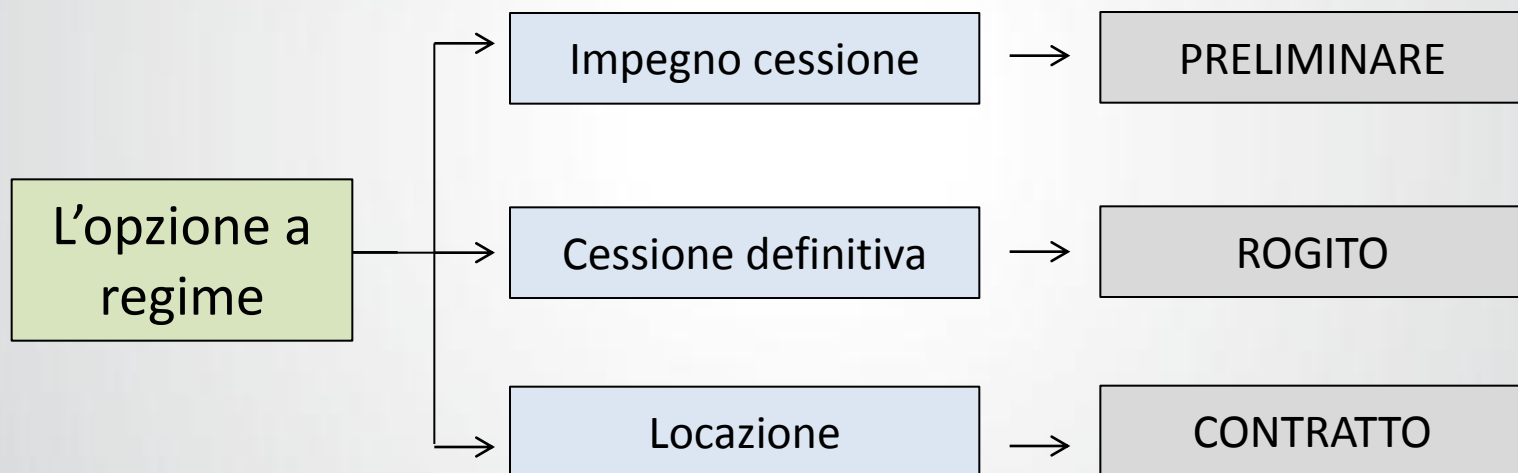 Impegno cessione
PRELIMINARE
L’opzione a
regime
Cessione definitiva
ROGITO
Locazione
CONTRATTO